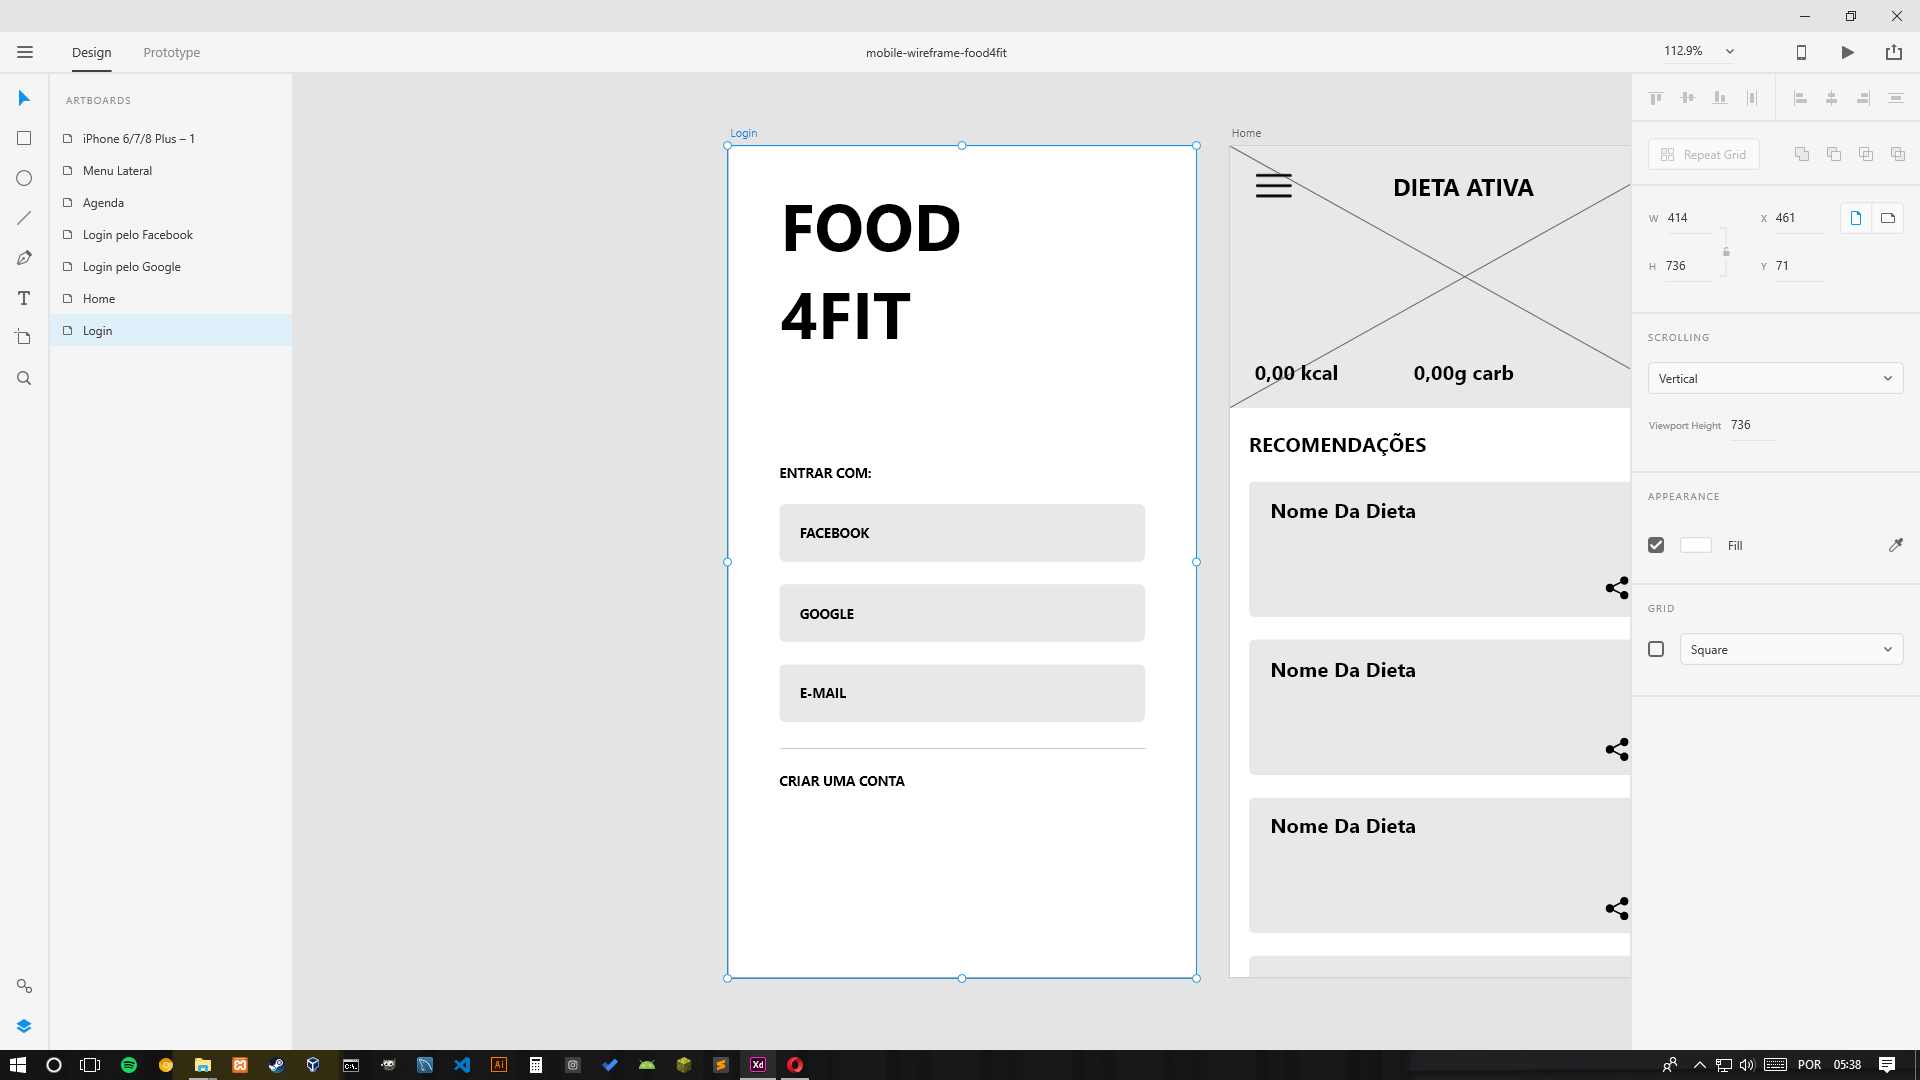 Design
Prototype
mobile-wireframe-food4fit
112.9%
ARTBOARDS
iPhone 6/7/8 Plus – 1
Menu Lateral
Agenda
Login pelo Facebook
Login pelo Google
Home
Login
Login
FOOD
4FIT
ENTRAR COM:
FACEBOOK
GOOGLE
E-MAIL
CRIAR UMA CONTA
Home
DIETA ATIVA
0,00 kcal
0,00g carb
RECOMENDAÇÕES
Nome Da Dieta
Nome Da Dieta
Nome Da Dieta
Repeat Grid
W 414
X 461
H 736
Y 71
SCROLLING
Vertical
Viewport Height 736
APPEARANCE
Fill
GRID
Square
C:\.
Ai
Xd
POR
05:38